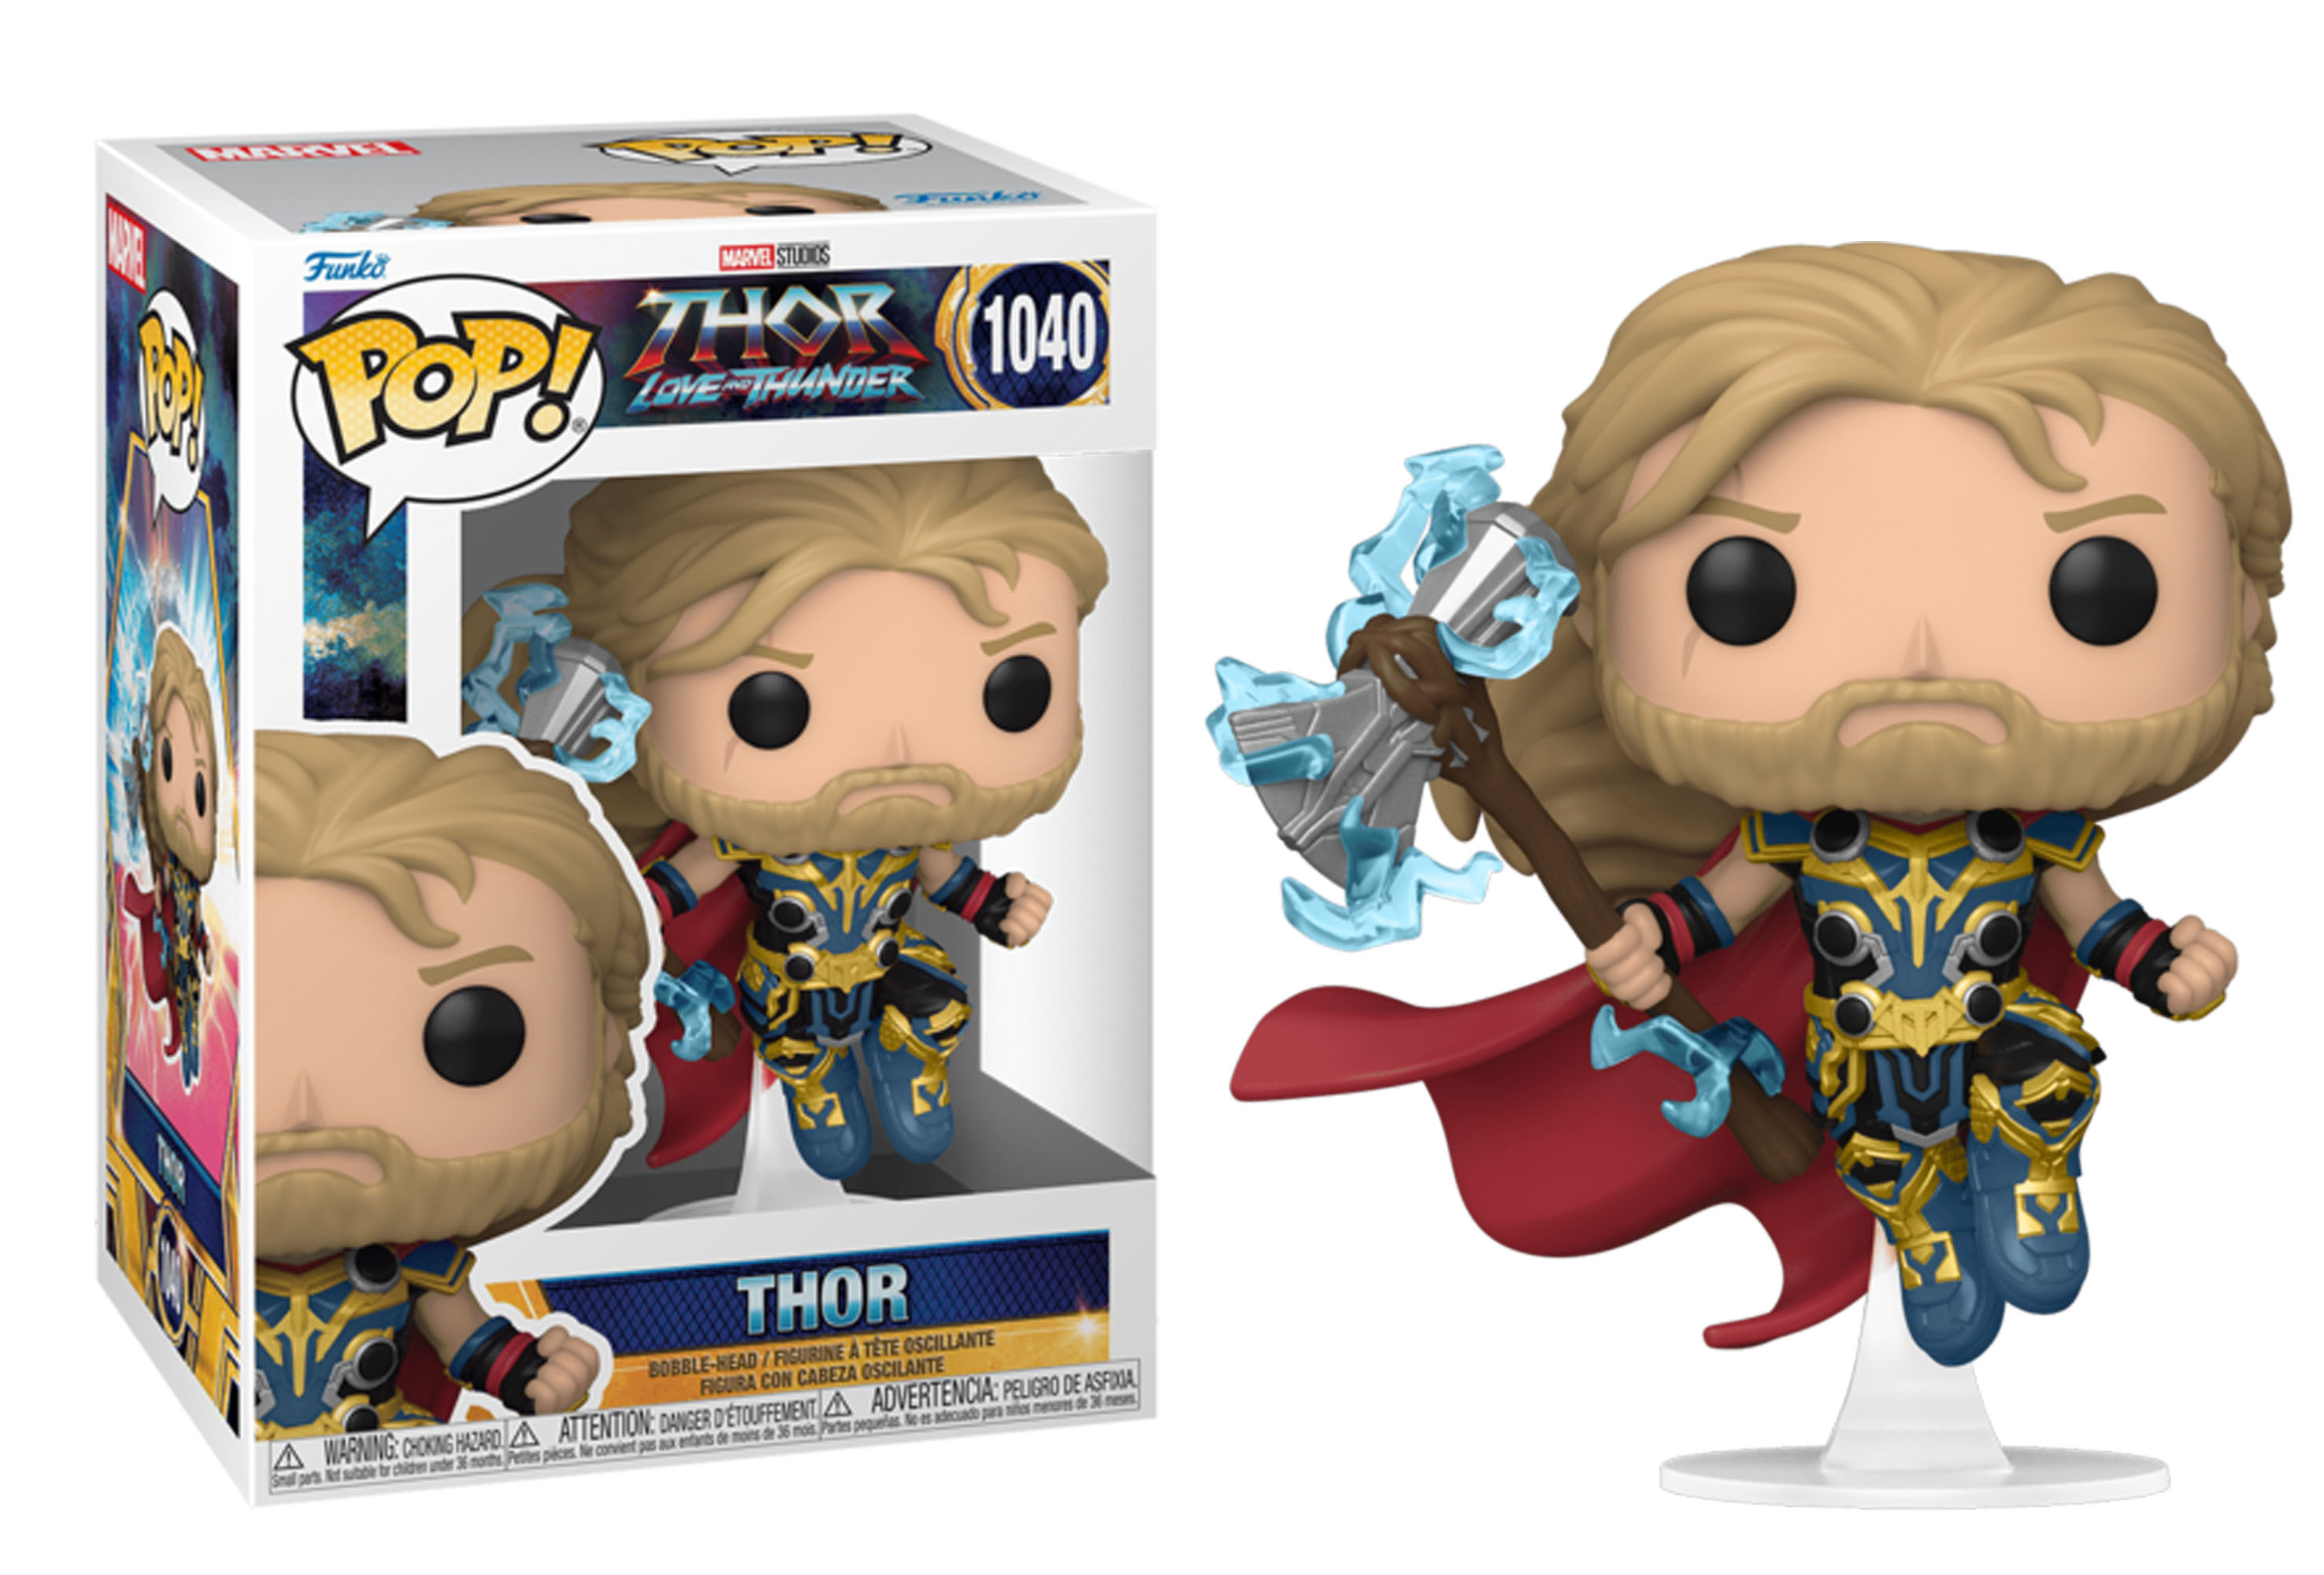 MARVEL
POP!
Funko
MARVEL
POP!
THOR
1040
Funko
MARVEL STUDIOS
POP!®
THOR
LOVE AND THUNDER
1040
THOR
BOBBLE-HEAD / FIGURINE À TÊTE OSCILLANTE
FIGURA CON CABEZA OSCILANTE
WARNING: CHOKING HAZARD.
Small parts. Not suitable for children under 36 months.
ATTENTION: DANGER D'ÉTOUFFEMENT.
Petites pièces. Ne convient pas aux enfants de moins de 36 mois.
ADVERTENCIA: PELIGRO DE ASFIXIA.
Partes pequeñas. No es adecuado para niños menores de 36 meses.